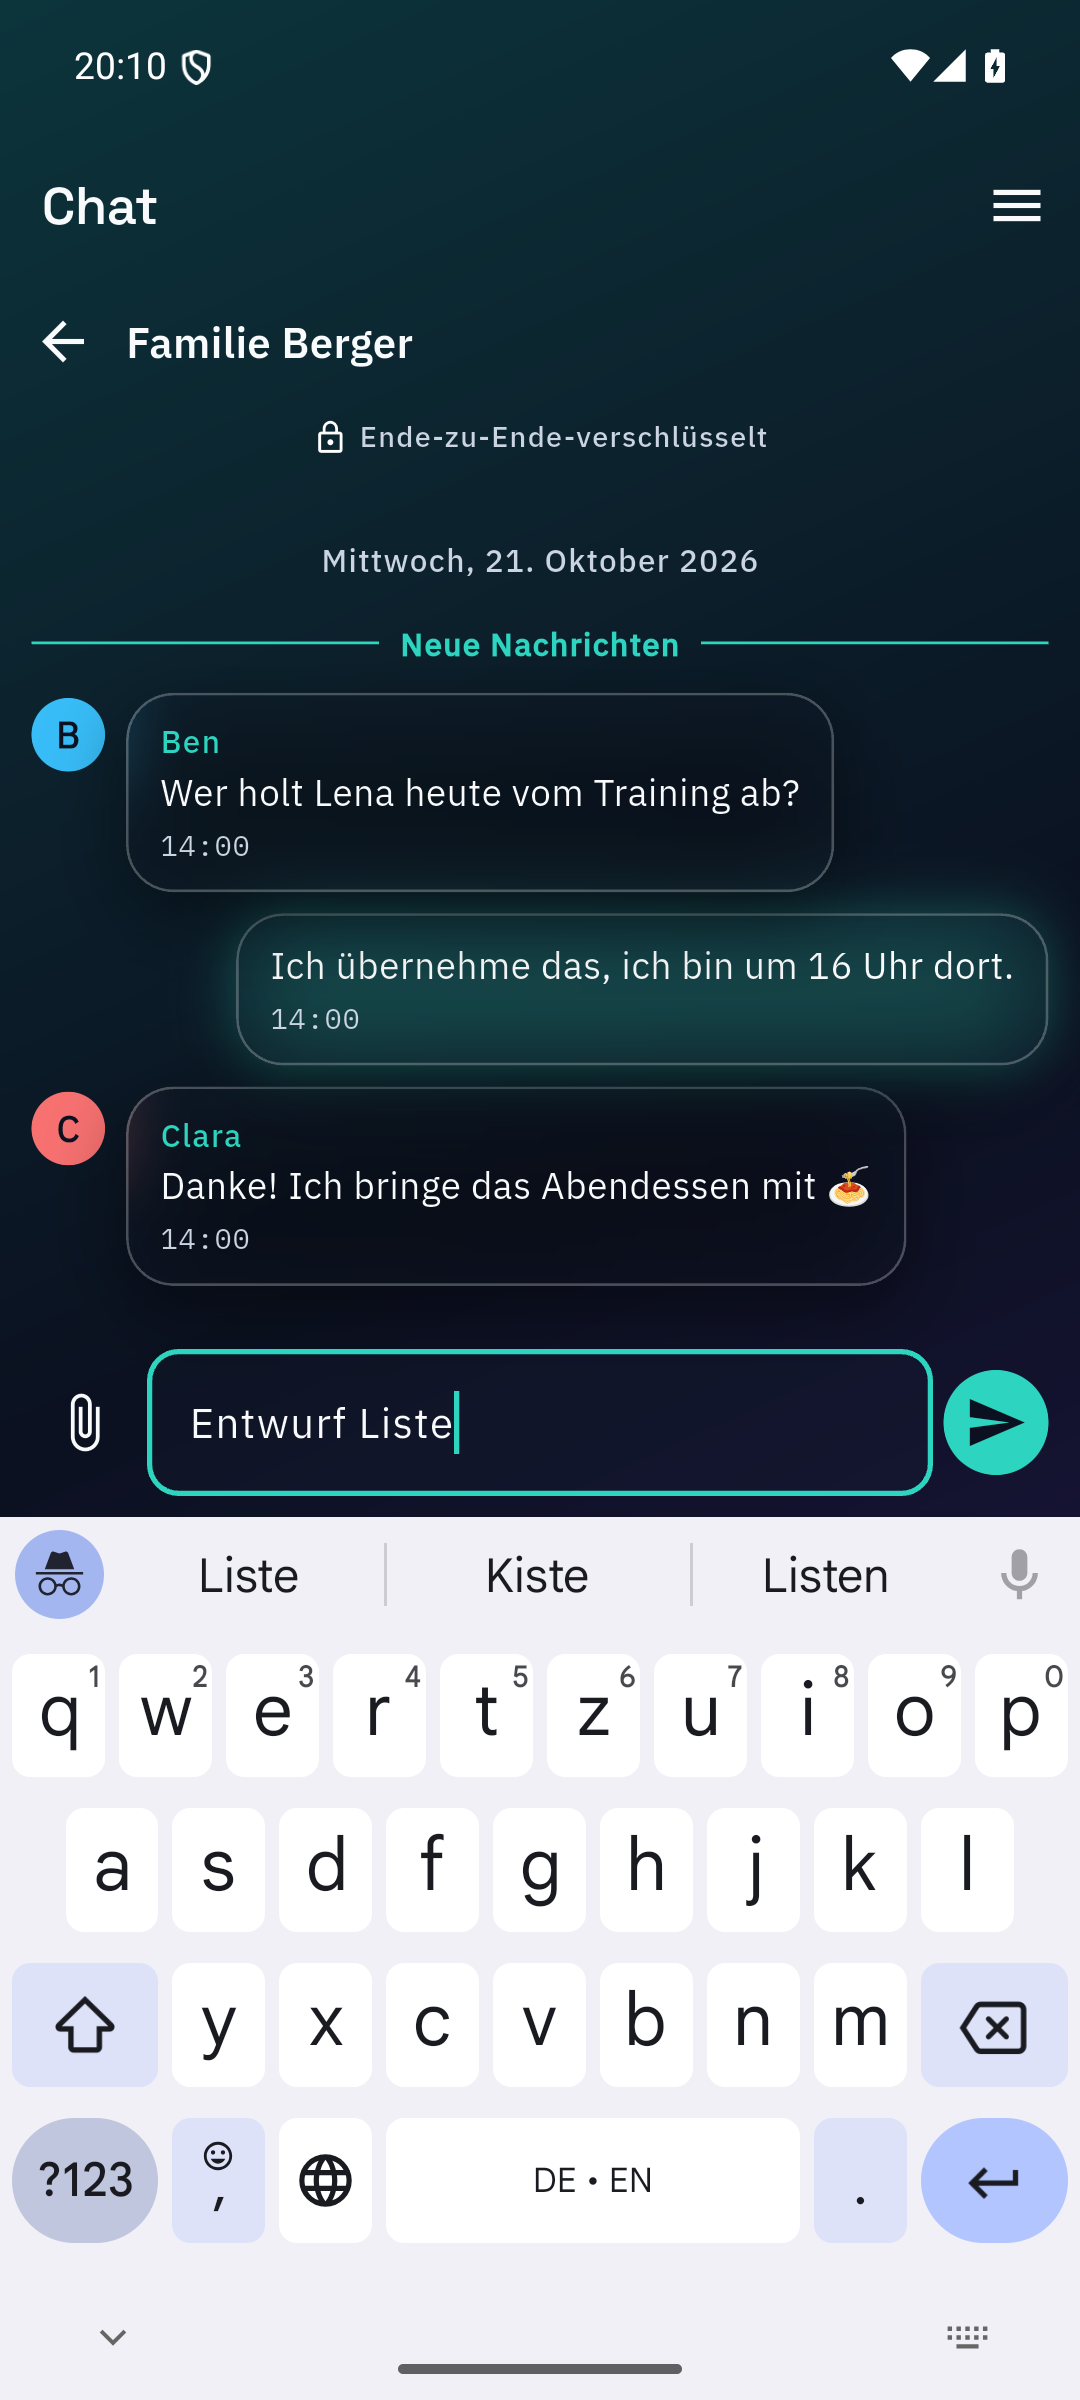 20:10
Chat
Familie Berger
Ende-zu-Ende-verschlüsselt
Mittwoch, 21. Oktober 2026
Neue Nachrichten
B
Ben
Wer holt Lena heute vom Training ab?
14:00
Ich übernehme das, ich bin um 16 Uhr dort.
14:00
C
Clara
Danke! Ich bringe das Abendessen mit 🍝
14:00
Entwurf Liste
Liste Kiste Listen
q1 w2 e3 r4 t5 z6 u7 i8 o9 p0
a s d f g h j k l
y x c v b n m
?123 , DE • EN .